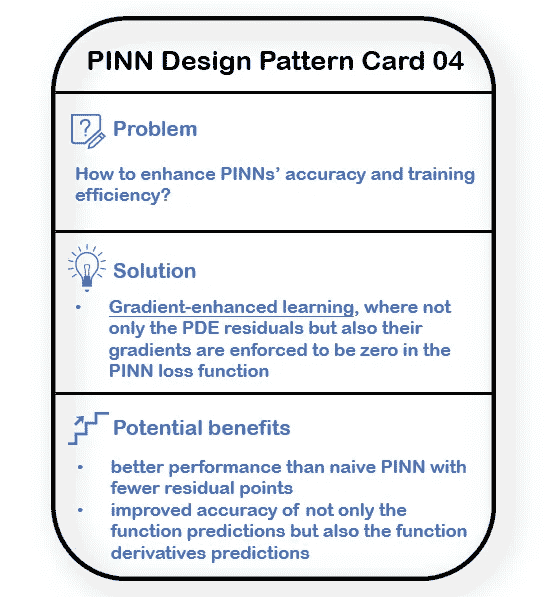 PINN Design Pattern Card 04
Problem
How to enhance PINNs' accuracy and training
efficiency?
Solution
• Gradient-enhanced learning, where not
only the PDE residuals but also their
gradients are enforced to be zero in the
PINN loss function
Potential benefits
• better performance than naive PINN with
fewer residual points
• improved accuracy of not only the
function predictions but also the function
derivatives predictions